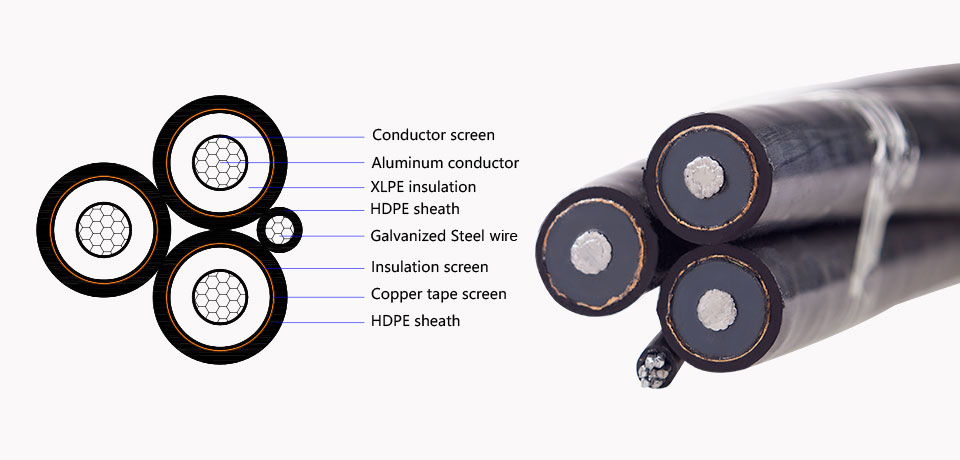 Conductor screen
Aluminum conductor
XLPE insulation
HDPE sheath
Galvanized Steel wire
Insulation screen
Copper tape screen
HDPE sheath